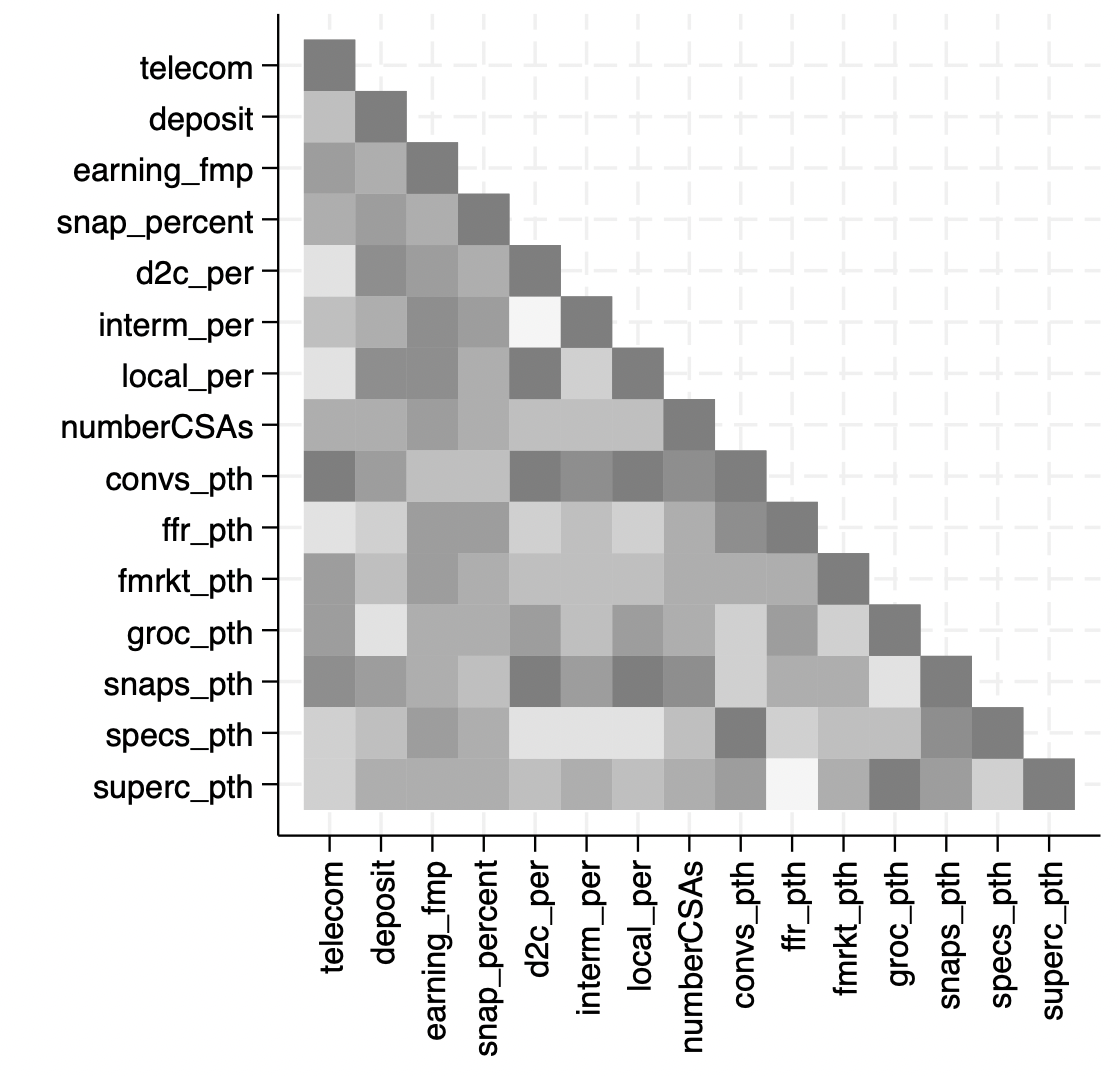 telecom
deposit
earning_fmp
snap_percent
d2c_per
interm_per
local_per
numberCSAs
convs_pth
ffr_pth
fmrkt_pth
groc_pth
snaps_pth
specs_pth
superc_pth
telecom
deposit
earning_fmp
snap_percent
d2c_per
interm_per
local_per
numberCSAs
convs_pth
ffr_pth
fmrkt_pth
groc_pth
snaps_pth
specs_pth
superc_pth